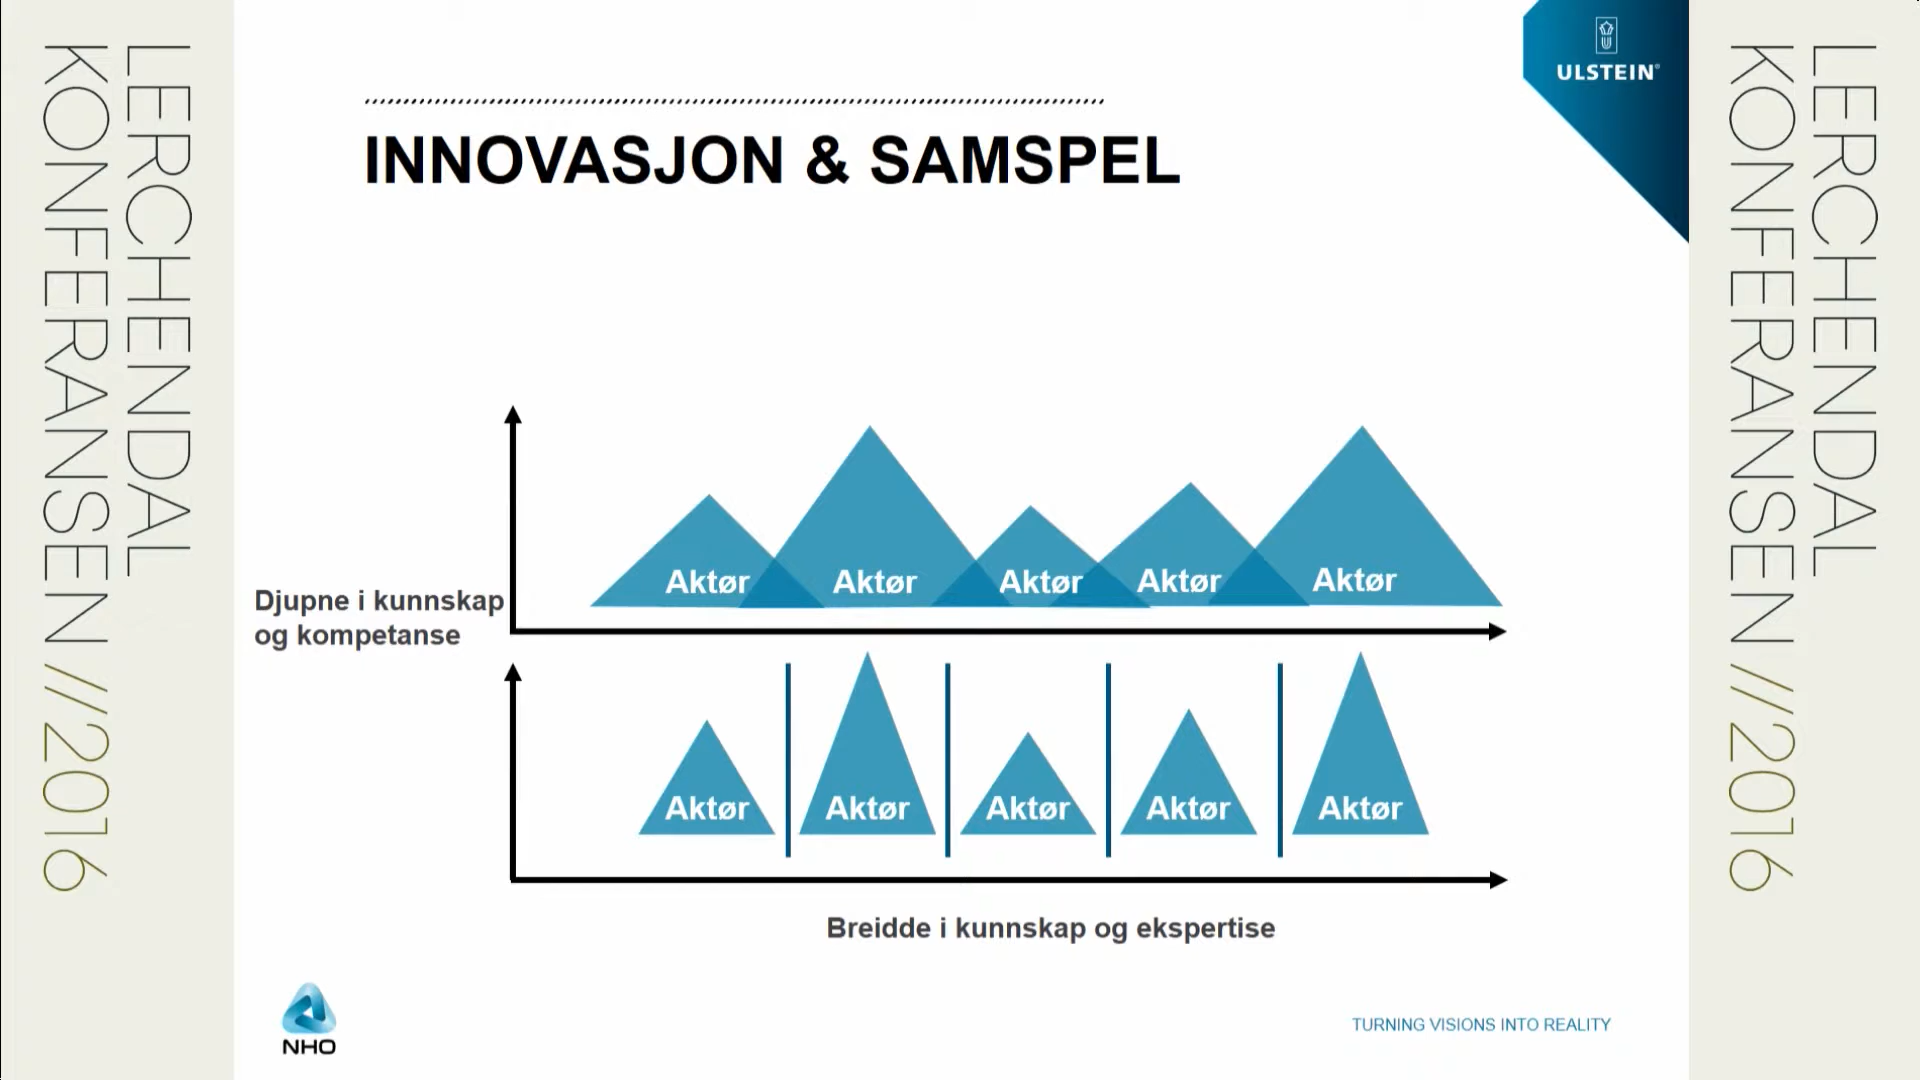 LERCHENDAL
KONFERANSEN //2016
ULSTEIN®
INNOVASJON & SAMSPEL
Djupne i kunnskap
og kompetanse
Aktør Aktør Aktør Aktør Aktør
Aktør Aktør Aktør Aktør Aktør
Breidde i kunnskap og ekspertise
NHO
TURNING VISIONS INTO REALITY
LERCHENDAL
KONFERANSEN //2016